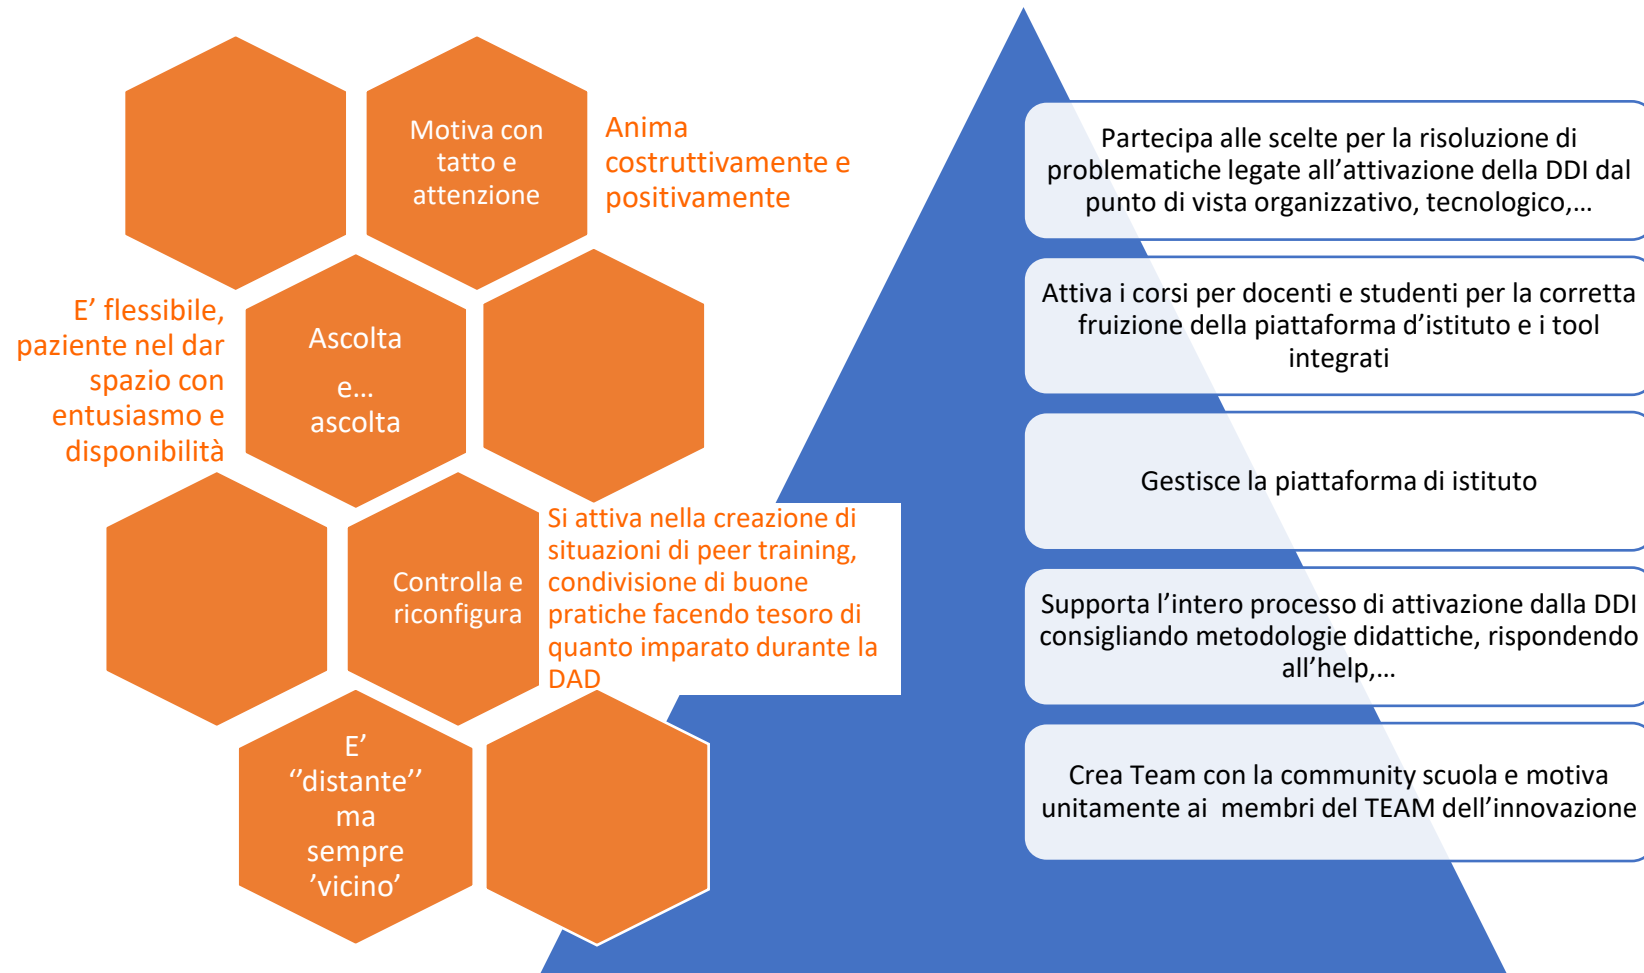 Motiva con
tatto e
attenzione
Anima
costruttivamente e
positivamente
E’ flessibile,
paziente nel dar
spazio con
entusiasmo e
disponibilità
Ascolta
e…
ascolta
Controlla e
riconfigura
Si attiva nella creazione di
situazioni di peer training,
condivisione di buone
pratiche facendo tesoro di
quanto imparato durante la
DAD
E’
‘’distante’’
ma
sempre
’vicino’
Partecipa alle scelte per la risoluzione di
problematiche legate all’attivazione della DDI dal
punto di vista organizzativo, tecnologico,…
Attiva i corsi per docenti e studenti per la corretta
fruizione della piattaforma d’istituto e i tool
integrati
Gestisce la piattaforma di istituto
Supporta l’intero processo di attivazione dalla DDI
consigliando metodologie didattiche, rispondendo
all’help,…
Crea Team con la community scuola e motiva
unitamente ai  membri del TEAM dell’innovazione